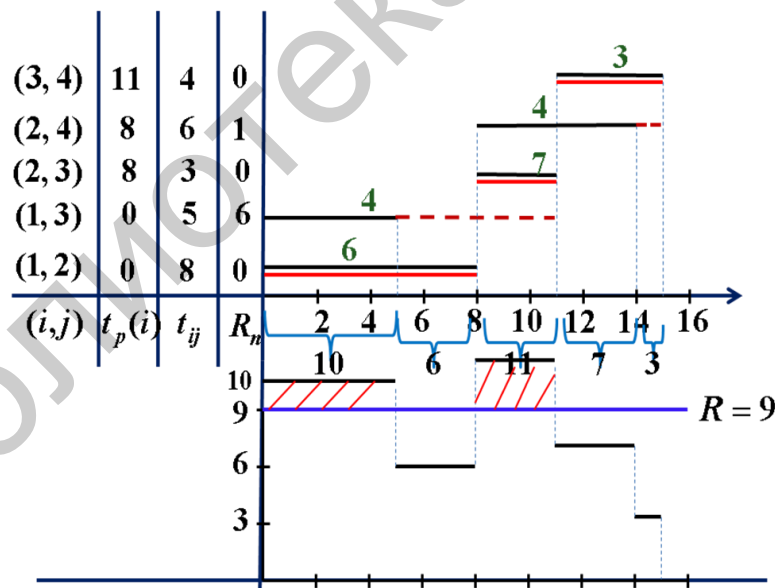 3
(3, 4) 11 4 0
4
(2, 4) 8 6 1
7
(2, 3) 8 3 0
4
(1, 3) 0 5 6
6
(1, 2) 0 8 0
(i,j) t_p(i) t_ij R_n 2 4 6 8 10 12 14 16
10 6 11 7 3
10
9 R = 9
6
3
олиотека